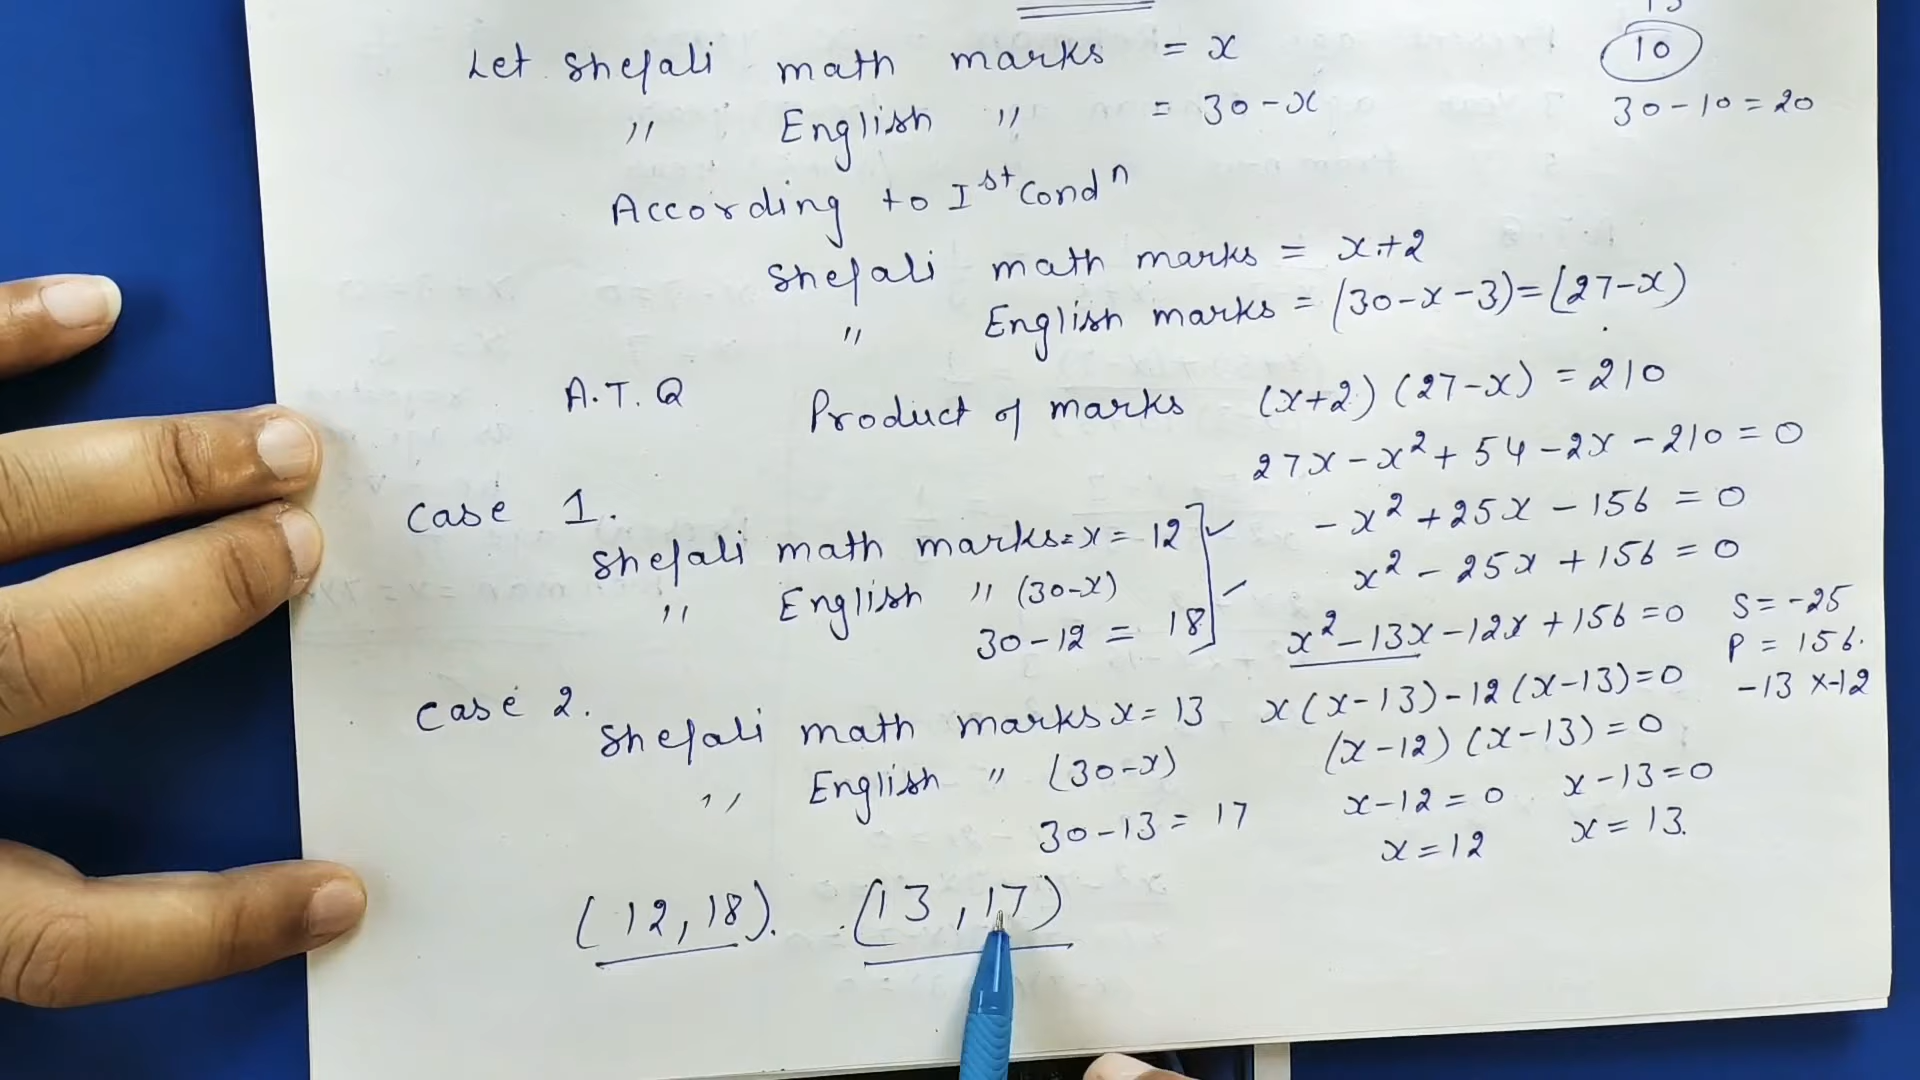 Let Shefali math marks = x
" English " = 30-x
According to Ist Condn
Shefali math marks = x+2
" English marks = (30-x-3)=(27-x)
A.T.Q Product of marks (x+2) (27-x) = 210
27x - x² + 54 - 2x - 210 = 0
- x² + 25x - 156 = 0
x² - 25x + 156 = 0
x² - 13x - 12x + 156 = 0
x(x-13) - 12(x-13) = 0
(x-12) (x-13) = 0
x-12 = 0 x-13 = 0
x = 12 x = 13.
10
30-10 = 20
S = -25
P = 156.
-13 x -12
Case 1.
Shefali math marks = x = 12
" English " (30-x)
30-12 = 18
Case 2.
Shefali math marks x = 13
" English " (30-x)
30-13 = 17
(12, 18). (13, 17)